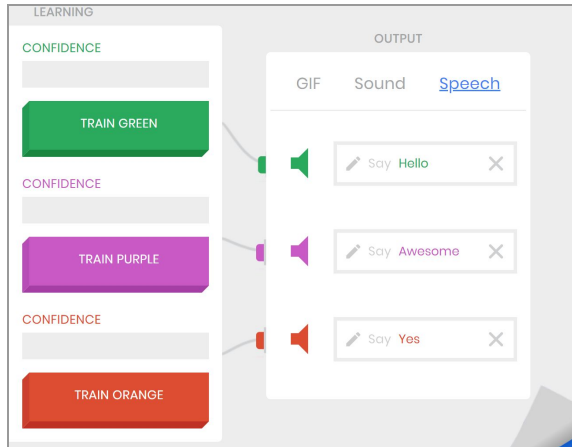 LEARNING
CONFIDENCE
TRAIN GREEN
CONFIDENCE
TRAIN PURPLE
CONFIDENCE
TRAIN ORANGE
OUTPUT
GIF Sound Speech
Say Hello
Say Awesome
Say Yes